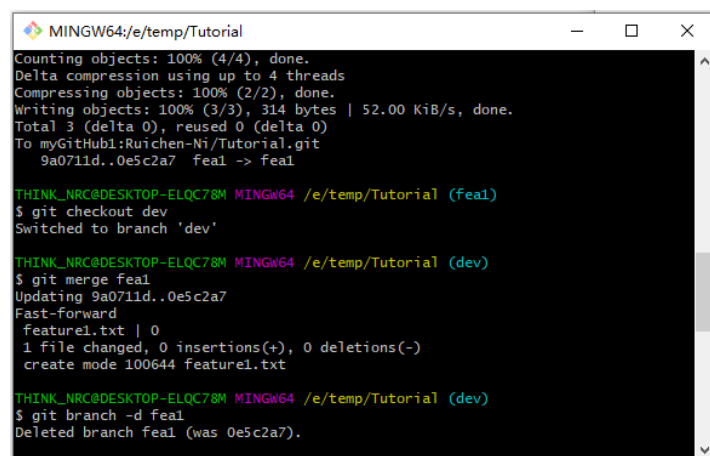 MINGW64:/e/temp/Tutorial
Counting objects: 100% (4/4), done.
Delta compression using up to 4 threads
Compressing objects: 100% (2/2), done.
Writing objects: 100% (3/3), 314 bytes | 52.00 KiB/s, done.
Total 3 (delta 0), reused 0 (delta 0)
To myGitHub1:Ruichen-Ni/Tutorial.git
   9a0711d..0e5c2a7  fea1 -> fea1

THINK_NRC@DESKTOP-ELQC78M MINGW64 /e/temp/Tutorial (fea1)
$ git checkout dev
Switched to branch 'dev'

THINK_NRC@DESKTOP-ELQC78M MINGW64 /e/temp/Tutorial (dev)
$ git merge fea1
Updating 9a0711d..0e5c2a7
Fast-forward
 feature1.txt | 0
 1 file changed, 0 insertions(+), 0 deletions(-)
 create mode 100644 feature1.txt

THINK_NRC@DESKTOP-ELQC78M MINGW64 /e/temp/Tutorial (dev)
$ git branch -d fea1
Deleted branch fea1 (was 0e5c2a7).